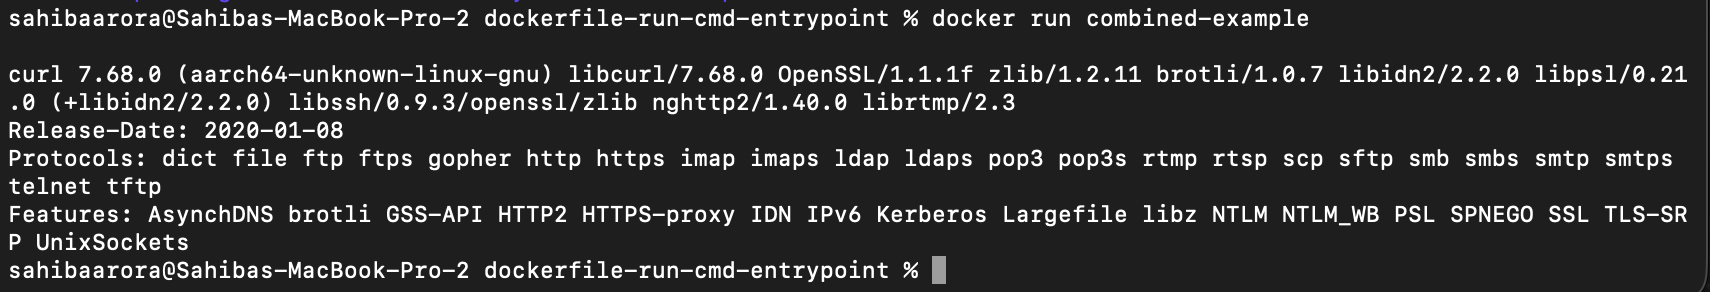 sahibaarora@Sahibas-MacBook-Pro-2 dockerfile-run-cmd-entrypoint % docker run combined-example
curl 7.68.0 (aarch64-unknown-linux-gnu) libcurl/7.68.0 OpenSSL/1.1.1f zlib/1.2.11 brotli/1.0.7 libidn2/2.2.0 libpsl/0.21
.0 (+libidn2/2.2.0) libssh/0.9.3/openssl/zlib nghttp2/1.40.0 librtmp/2.3
Release-Date: 2020-01-08
Protocols: dict file ftp ftps gopher http https imap imaps ldap ldaps pop3 pop3s rtmp rtsp scp sftp smb smbs smtp smtps
telnet tftp
Features: AsynchDNS brotli GSS-API HTTP2 HTTPS-proxy IDN IPv6 Kerberos Largefile libz NTLM NTLM_WB PSL SPNEGO SSL TLS-SR
P UnixSockets
sahibaarora@Sahibas-MacBook-Pro-2 dockerfile-run-cmd-entrypoint %